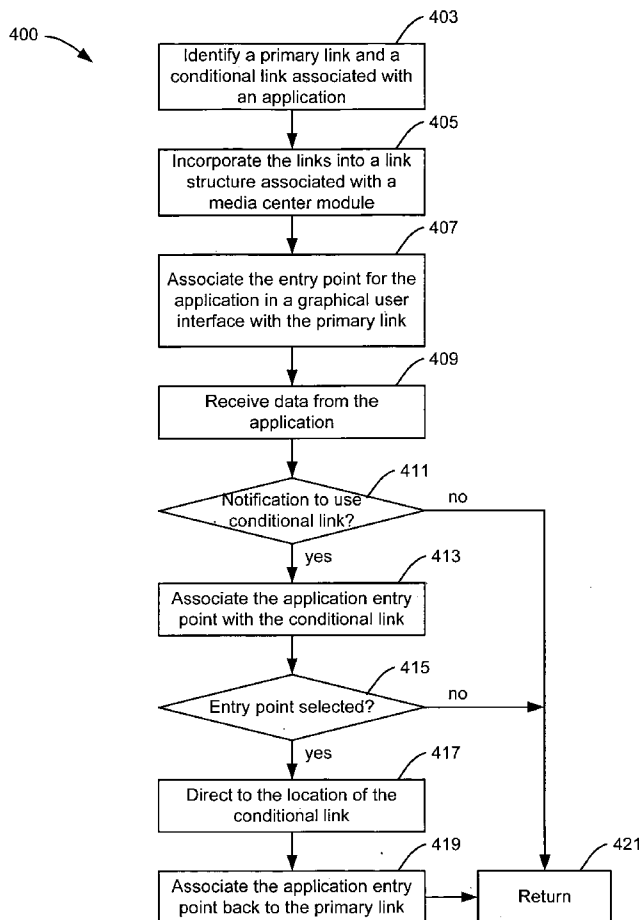 400
403
Identify a primary link and a
conditional link associated with
an application
405
Incorporate the links into a link
structure associated with a
media center module
407
Associate the entry point for the
application in a graphical user
interface with the primary link
409
Receive data from the
application
411
Notification to use
conditional link?
no
yes
413
Associate the application entry
point with the conditional link
415
Entry point selected?
no
yes
417
Direct to the location of the
conditional link
419
Associate the application entry
point back to the primary link
421
Return